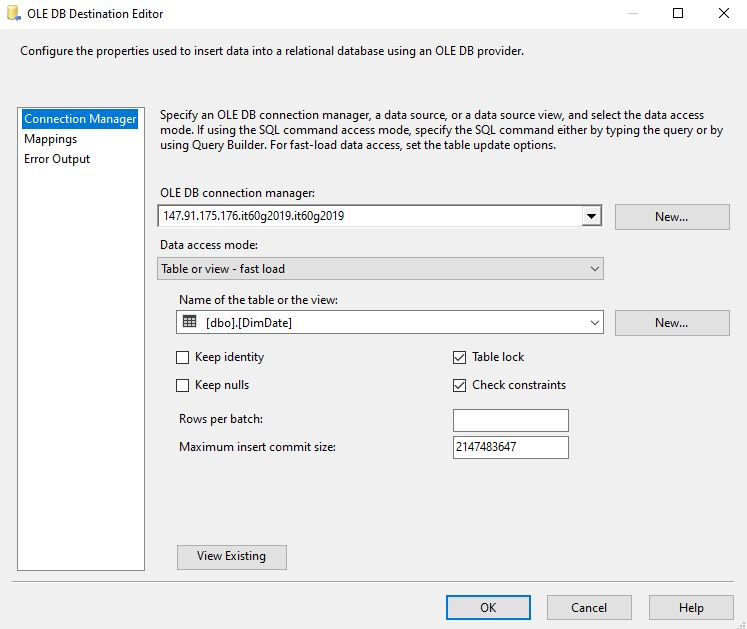 OLE DB Destination Editor
Configure the properties used to insert data into a relational database using an OLE DB provider.
Connection Manager
Mappings
Error Output
Specify an OLE DB connection manager, a data source, or a data source view, and select the data access
mode. If using the SQL command access mode, specify the SQL command either by typing the query or by
using Query Builder. For fast-load data access, set the table update options.
OLE DB connection manager:
147.91.175.176.it60g2019.it60g2019
New...
Data access mode:
Table or view - fast load
Name of the table or the view:
[dbo].[DimDate]
New...
Keep identity
Table lock
Keep nulls
Check constraints
Rows per batch:
Maximum insert commit size:
2147483647
View Existing
OK
Cancel
Help